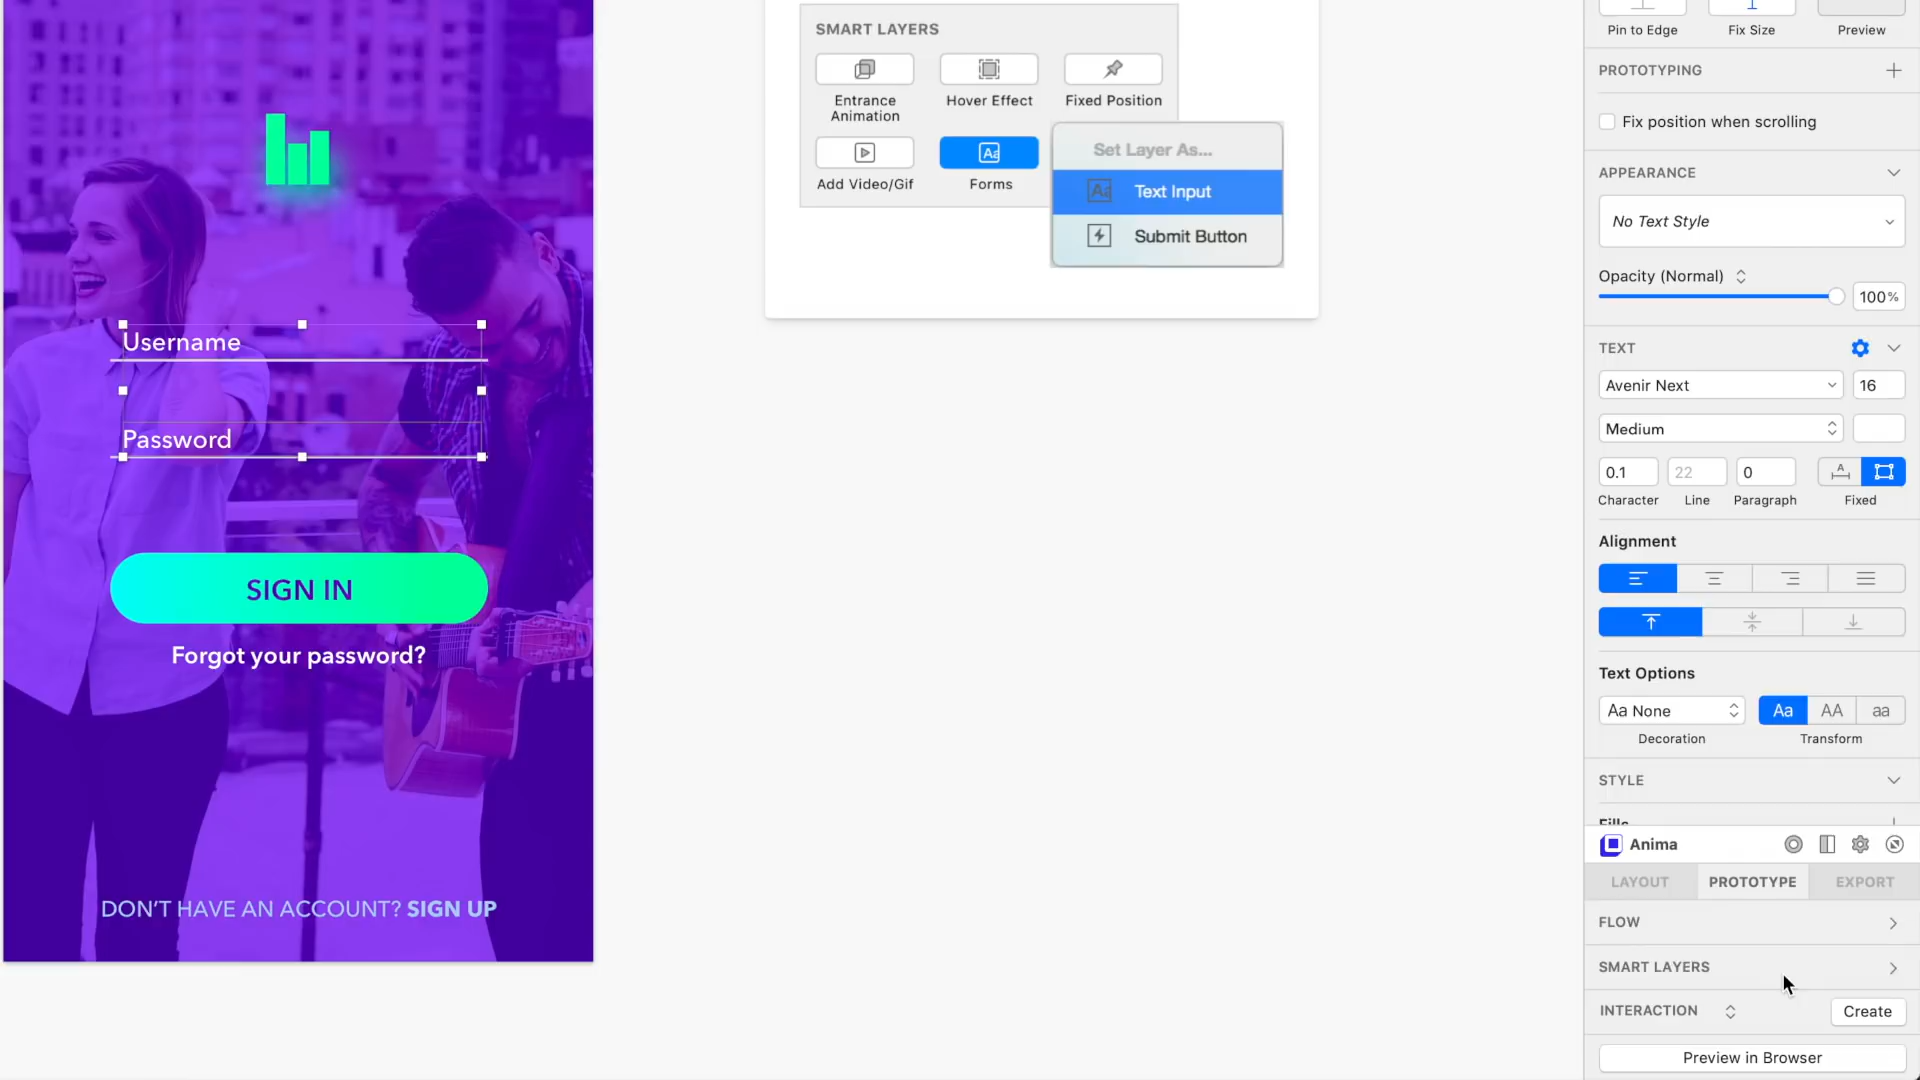 Username
Password
SIGN IN
Forgot your password?
DON'T HAVE AN ACCOUNT? SIGN UP
SMART LAYERS
Entrance Animation
Hover Effect
Fixed Position
Add Video/Gif
Aa
Forms
Set Layer As...
Aa Text Input
Submit Button
Pin to Edge
Fix Size
Preview
PROTOTYPING
Fix position when scrolling
APPEARANCE
No Text Style
Opacity (Normal)
100%
TEXT
Avenir Next
16
Medium
0.1
22
0
A
Character
Line
Paragraph
Fixed
Alignment
Text Options
Aa None
Aa
AA
aa
Decoration
Transform
STYLE
Fills
Anima
LAYOUT
PROTOTYPE
EXPORT
FLOW
SMART LAYERS
INTERACTION
Create
Preview in Browser